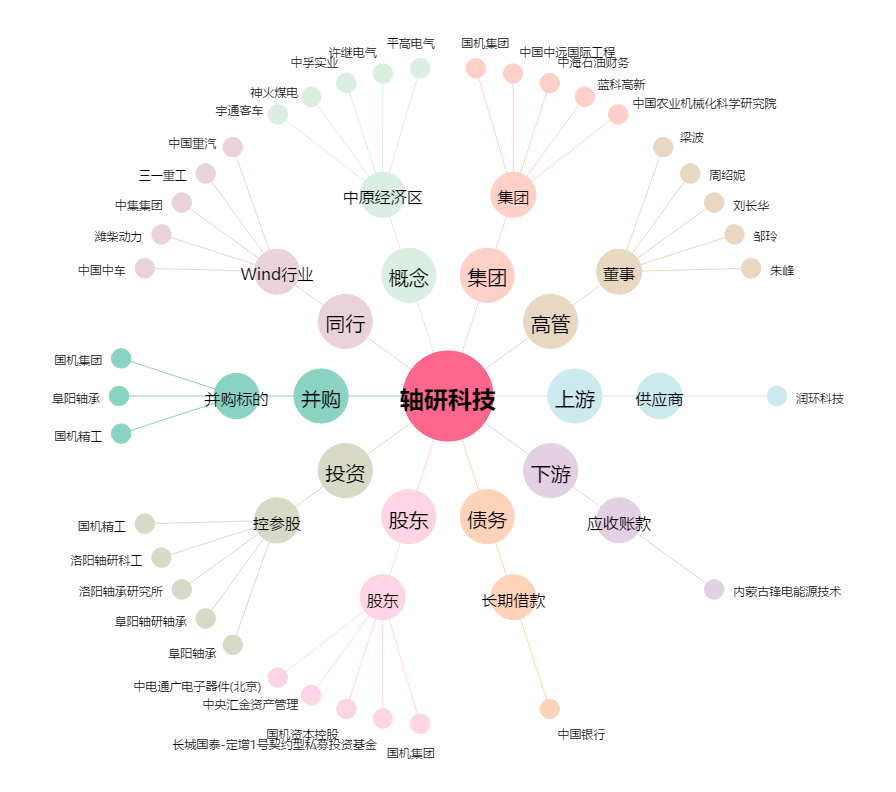 平高电气
国机集团
许继电气
中国中远国际工程
中孚实业
中海石油财务
神火煤电
蓝科高新
宇通客车
中国农业机械化科学研究院
中国重汽
梁波
三一重工
周绍妮
中原经济区
集团
中集集团
刘长华
潍柴动力
邹玲
中国中车
Wind行业
概念
集团
董事
朱峰
同行
高管
国机集团
阜阳轴承
并购标的
并购
轴研科技
上游
供应商
润环科技
国机精工
投资
下游
国机精工
控参股
股东
债务
应收账款
洛阳轴研科工
洛阳轴承研究所
内蒙古锋电能源技术
股东
长期借款
阜阳轴研轴承
阜阳轴承
中电通广电子器件(北京)
中央汇金资产管理
国机资本控股
中国银行
长城国泰-定增1号契约型私募投资基金
国机集团